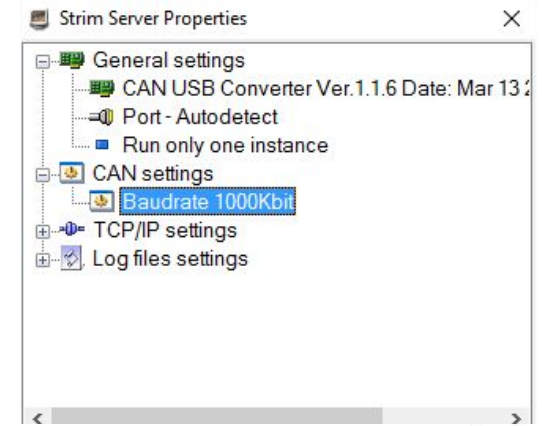 Strim Server Properties
General settings
CAN USB Converter Ver.1.1.6 Date: Mar 13
Port - Autodetect
Run only one instance
CAN settings
Baudrate 1000Kbit
TCP/IP settings
Log files settings